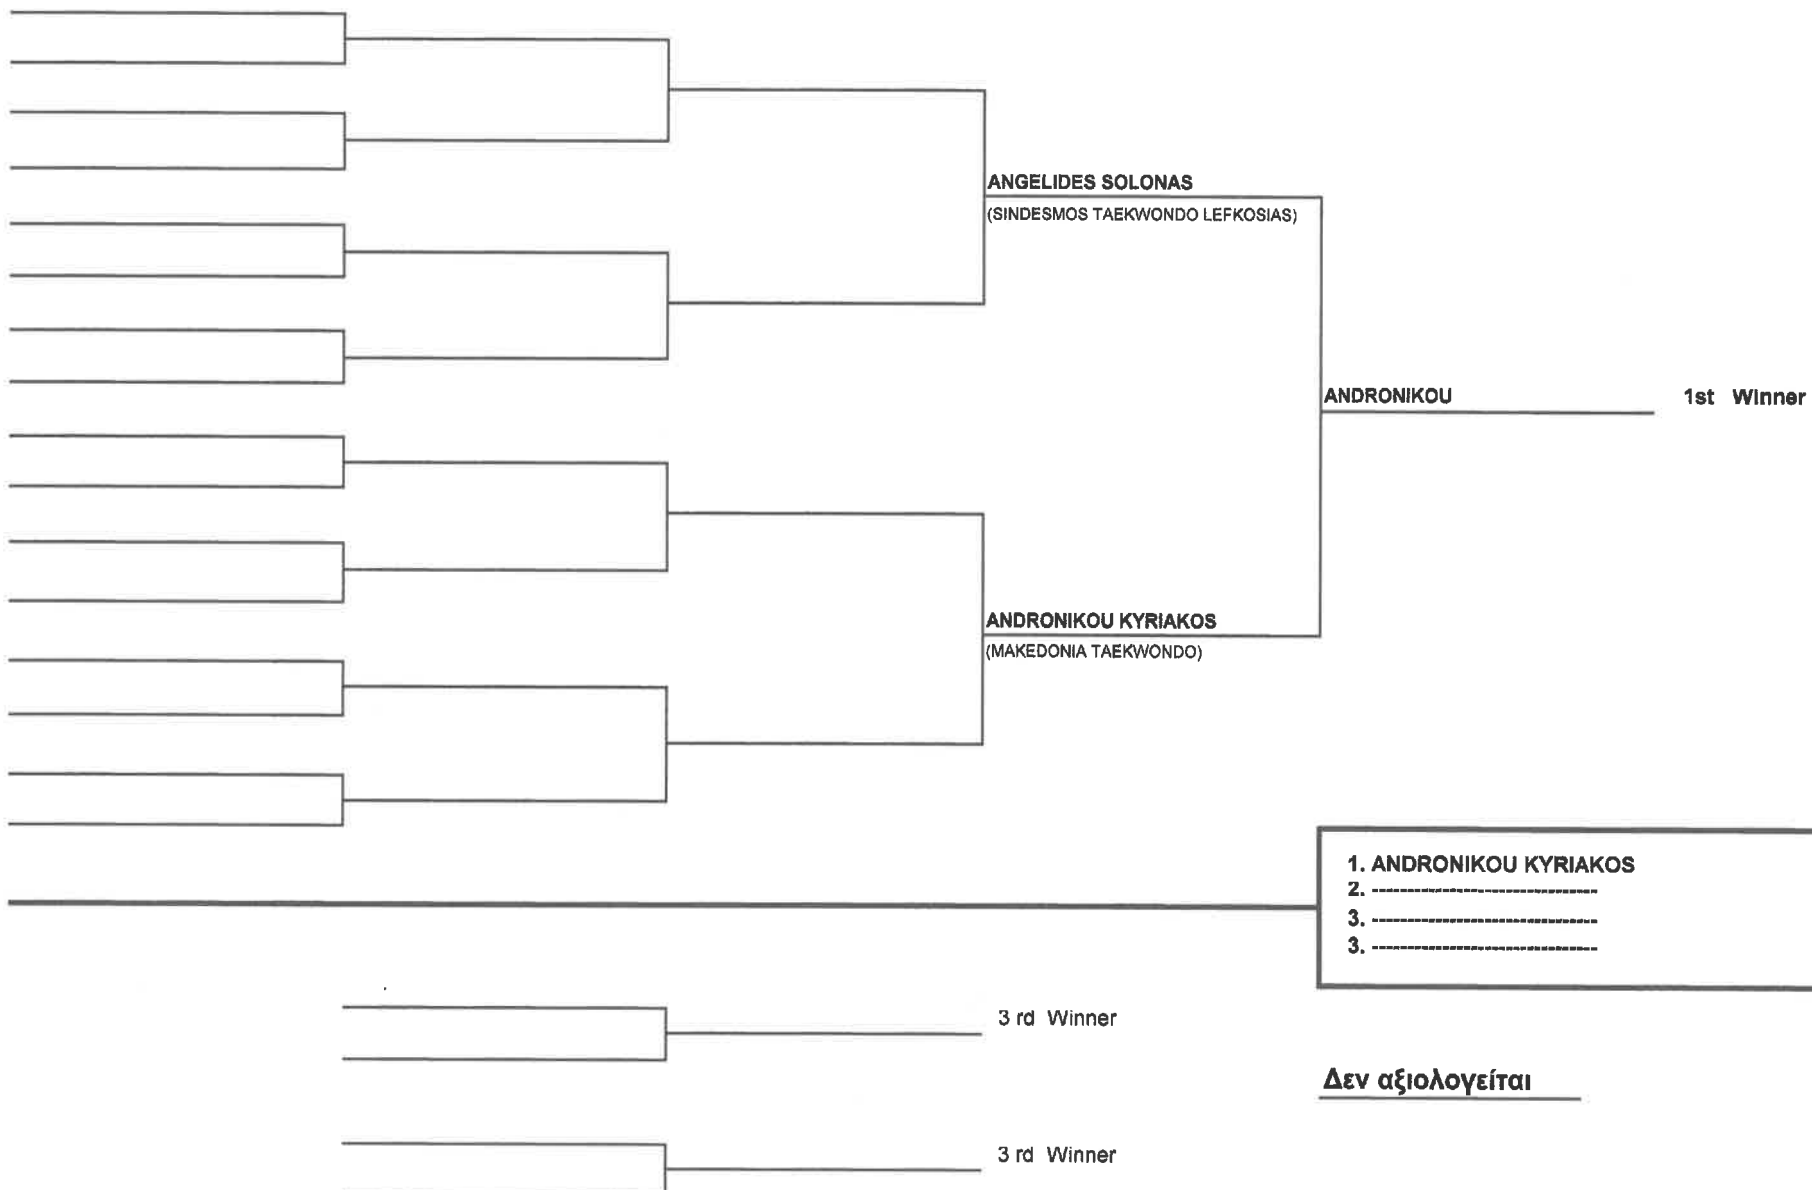 ANGELIDES SOLONAS
(SINDESMOS TAEKWONDO LEFKOSIAS)
ANDRONIKOU
1st Winner
ANDRONIKOU KYRIAKOS
(MAKEDONIA TAEKWONDO)
1. ANDRONIKOU KYRIAKOS
2. --------------------------------
3. --------------------------------
3. --------------------------------
3 rd Winner
Δεν αξιολογείται
3 rd Winner